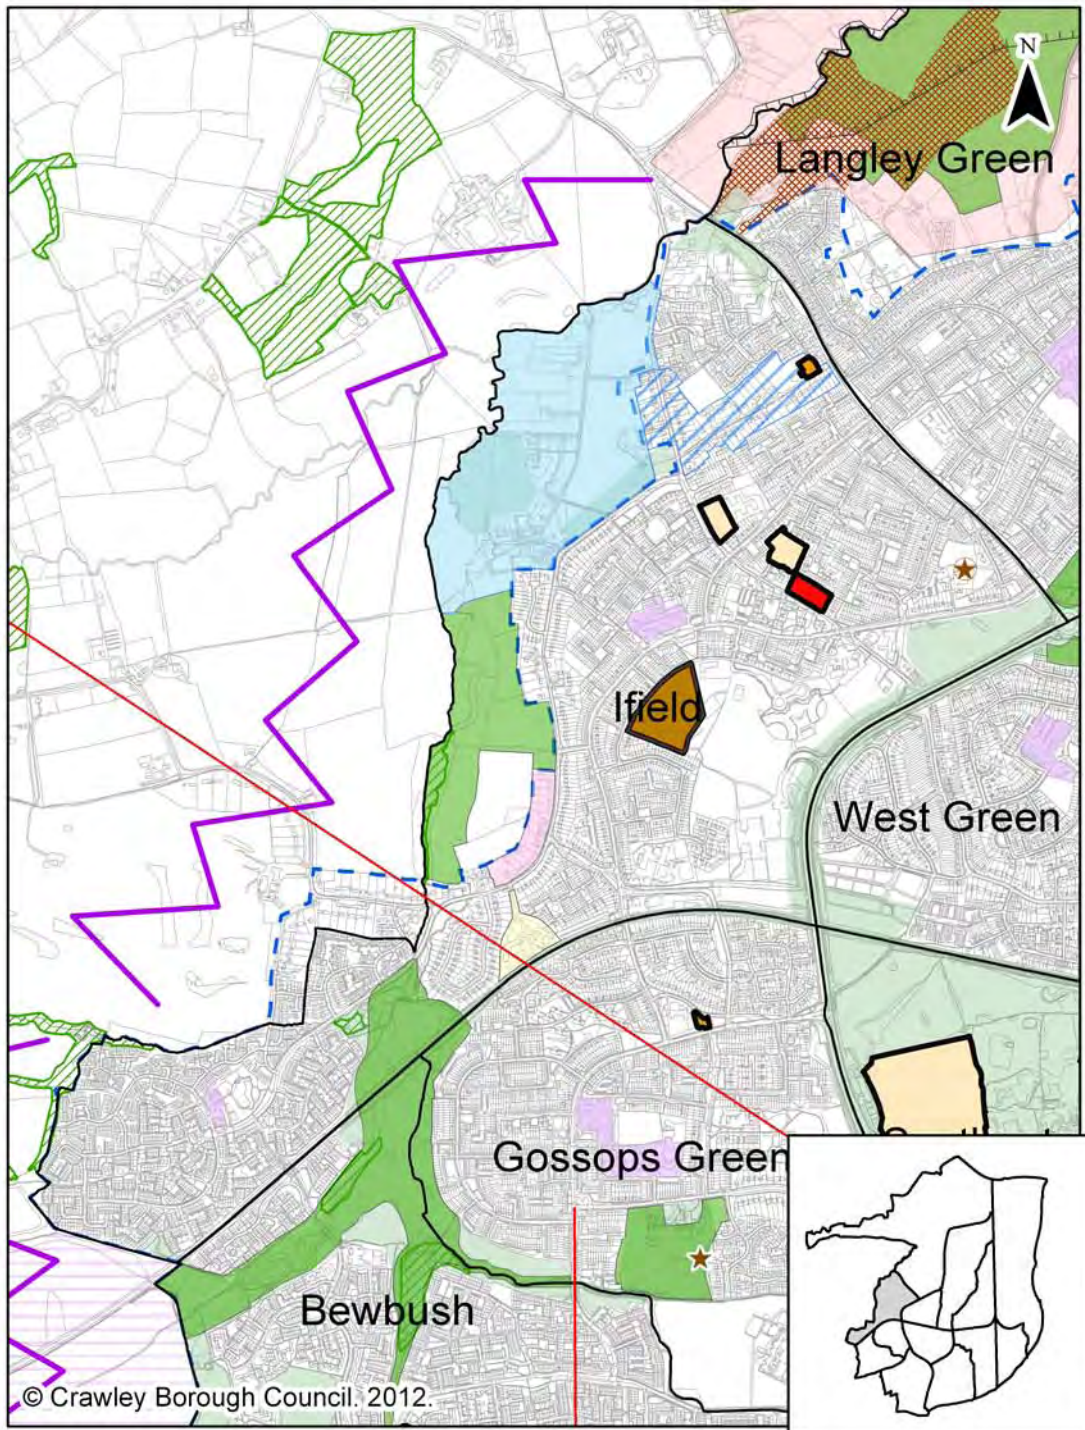 N
Langley Green
Ifield
West Green
Gossops Green
Bewbush
© Crawley Borough Council. 2012.